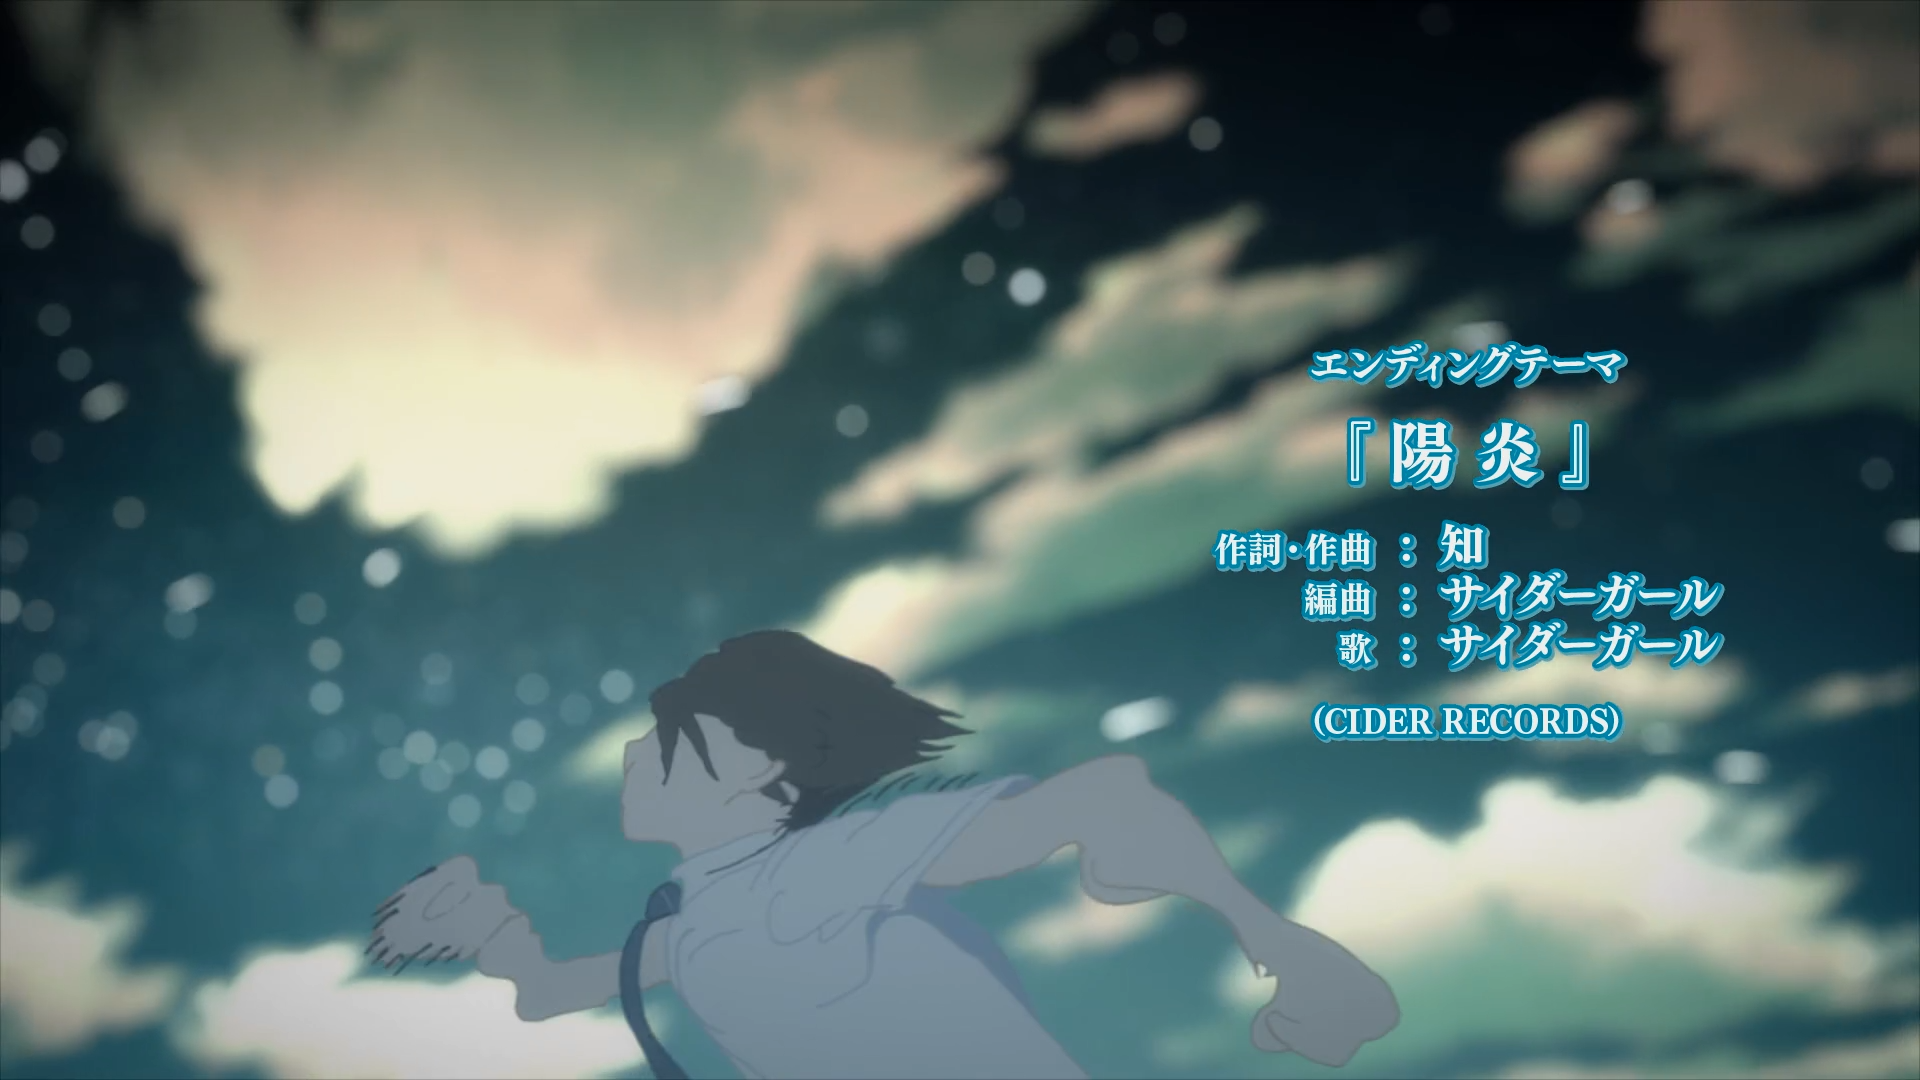 エンディングテーマ
『陽炎』
作詞・作曲 : 知
編曲 : サイダーガール
歌 : サイダーガール
(CIDER RECORDS)